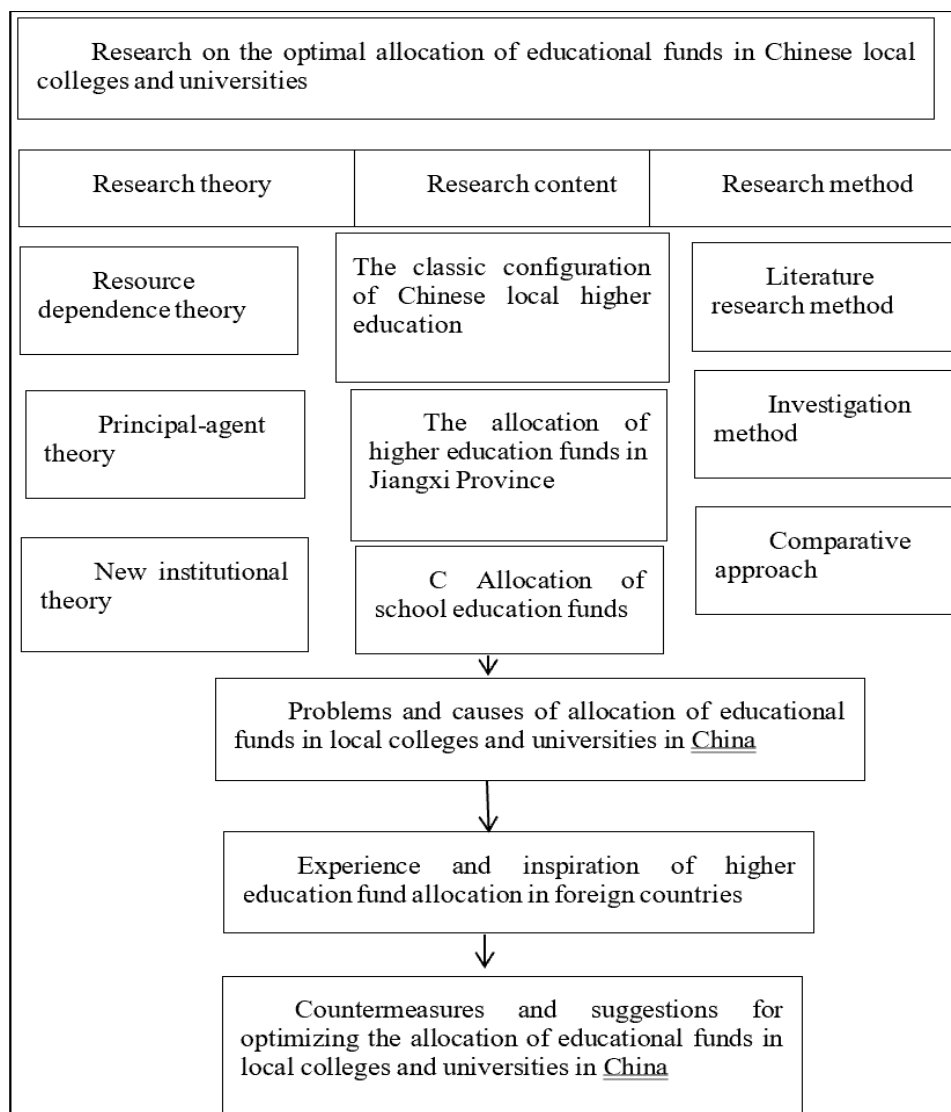 Research on the optimal allocation of educational funds in Chinese local
colleges and universities
Research theory
Research content
Research method
Resource
dependence theory
The classic configuration
of Chinese local higher
education
Literature
research method
Principal-agent
theory
The allocation of
higher education funds in
Jiangxi Province
Investigation
method
New institutional
theory
C Allocation of
school education funds
Comparative
approach
Problems and causes of allocation of educational
funds in local colleges and universities in China
Experience and inspiration of higher
education fund allocation in foreign countries
Countermeasures and suggestions for
optimizing the allocation of educational funds in
local colleges and universities in China